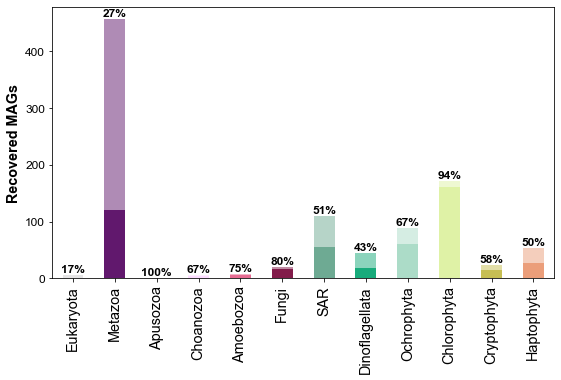 Recovered MAGs
400
300
200
100
0
17%
27%
100%
67%
75%
80%
51%
43%
67%
94%
58%
50%
Eukaryota
Metazoa
Apusozoa
Choanozoa
Amoebozoa
Fungi
SAR
Dinoflagellata
Ochrophyta
Chlorophyta
Cryptophyta
Haptophyta